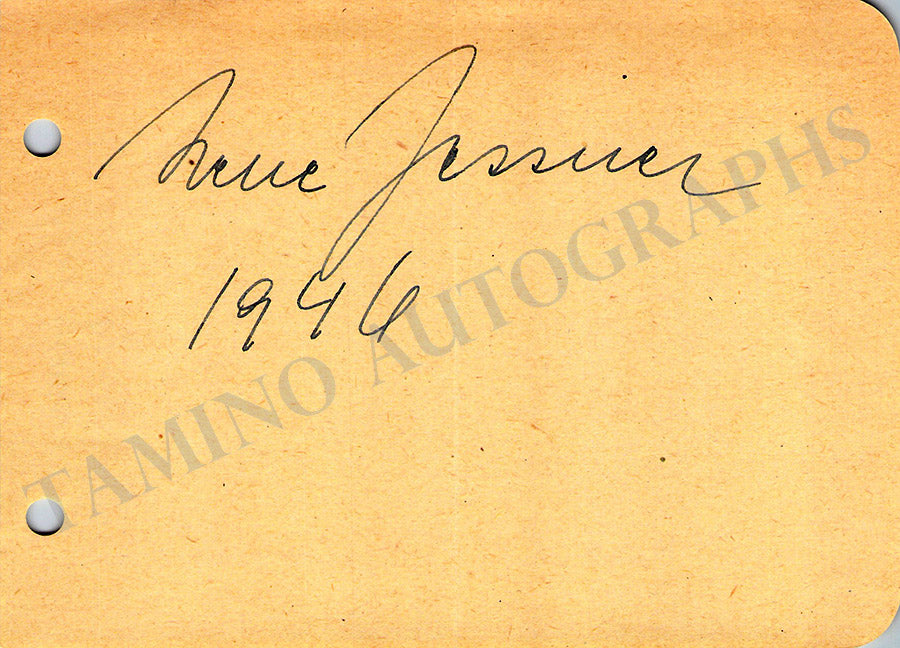 Irene Jessner
1946
TAMINO AUTOGRAPHS